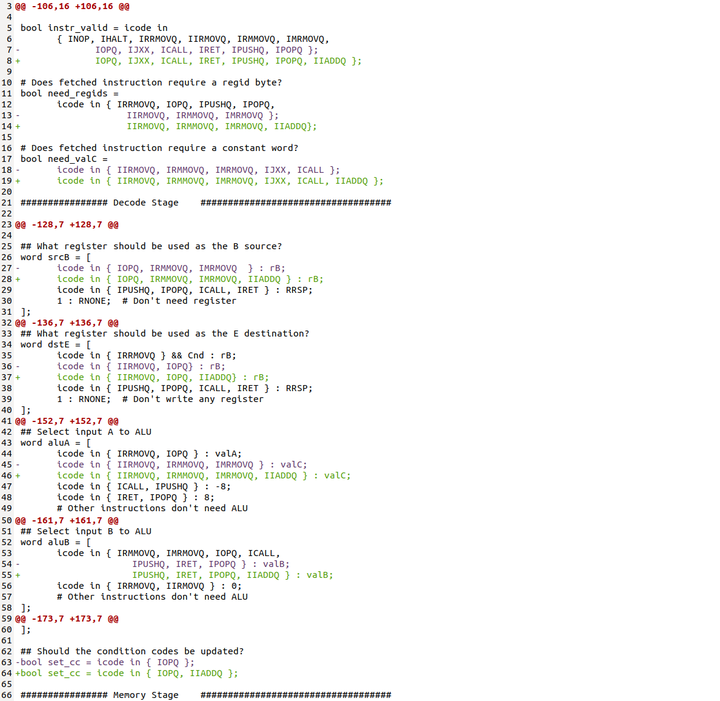 3 @@ -106,16 +106,16 @@
4
5 bool instr_valid = icode in
6 { INOP, IHALT, IRRMOVQ, IIRMOVQ, IRMMOVQ, IMRMOVQ,
7 - IOPQ, IJXX, ICALL, IRET, IPUSHQ, IPOPQ };
8 + IOPQ, IJXX, ICALL, IRET, IPUSHQ, IPOPQ, IIADDQ };
9
10 # Does fetched instruction require a regid byte?
11 bool need_regids =
12 icode in { IRRMOVQ, IOPQ, IPUSHQ, IPOPQ,
13 - IIRMOVQ, IRMMOVQ, IMRMOVQ };
14 + IIRMOVQ, IRMMOVQ, IMRMOVQ, IIADDQ};
15
16 # Does fetched instruction require a constant word?
17 bool need_valC =
18 - icode in { IIRMOVQ, IRMMOVQ, IMRMOVQ, IJXX, ICALL };
19 + icode in { IIRMOVQ, IRMMOVQ, IMRMOVQ, IJXX, ICALL, IIADDQ };
20
21 ################ Decode Stage ###################################
22
23 @@ -128,7 +128,7 @@
24
25 ## What register should be used as the B source?
26 word srcB = [
27 - icode in { IOPQ, IRMMOVQ, IMRMOVQ } : rB;
28 + icode in { IOPQ, IRMMOVQ, IMRMOVQ, IIADDQ } : rB;
29 icode in { IPUSHQ, IPOPQ, ICALL, IRET } : RRSP;
30 1 : RNONE; # Don't need register
31 ];
32 @@ -136,7 +136,7 @@
33 ## What register should be used as the E destination?
34 word dstE = [
35 icode in { IRRMOVQ } && Cnd : rB;
36 - icode in { IIRMOVQ, IOPQ} : rB;
37 + icode in { IIRMOVQ, IOPQ, IIADDQ} : rB;
38 icode in { IPUSHQ, IPOPQ, ICALL, IRET } : RRSP;
39 1 : RNONE; # Don't write any register
40 ];
41 @@ -152,7 +152,7 @@
42 ## Select input A to ALU
43 word aluA = [
44 icode in { IRRMOVQ, IOPQ } : valA;
45 - icode in { IIRMOVQ, IRMMOVQ, IMRMOVQ } : valC;
46 + icode in { IIRMOVQ, IRMMOVQ, IMRMOVQ, IIADDQ } : valC;
47 icode in { ICALL, IPUSHQ } : -8;
48 icode in { IRET, IPOPQ } : 8;
49 # Other instructions don't need ALU
50 @@ -161,7 +161,7 @@
51 ## Select input B to ALU
52 word aluB = [
53 icode in { IRMMOVQ, IMRMOVQ, IOPQ, ICALL,
54 - IPUSHQ, IRET, IPOPQ } : valB;
55 + IPUSHQ, IRET, IPOPQ, IIADDQ } : valB;
56 icode in { IRRMOVQ, IIRMOVQ } : 0;
57 # Other instructions don't need ALU
58 ];
59 @@ -173,7 +173,7 @@
60 ];
61
62 ## Should the condition codes be updated?
63 -bool set_cc = icode in { IOPQ };
64 +bool set_cc = icode in { IOPQ, IIADDQ };
65
66 ################ Memory Stage ###################################